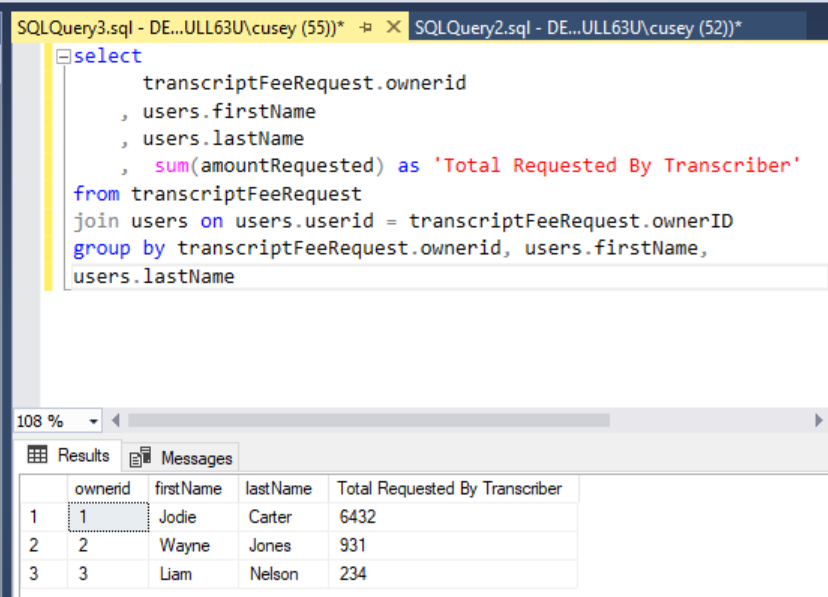 SQLQuery3.sql - DE...ULL63U\cusey (55))* SQLQuery2.sql - DE...ULL63U\cusey (52))*
select
transcriptFeeRequest.ownerid
, users.firstName
, users.lastName
, sum(amountRequested) as 'Total Requested By Transcriber'
from transcriptFeeRequest
join users on users.userid = transcriptFeeRequest.ownerID
group by transcriptFeeRequest.ownerid, users.firstName,
users.lastName
108 %
Results Messages
ownerid firstName lastName Total Requested By Transcriber
1 1 Jodie Carter 6432
2 2 Wayne Jones 931
3 3 Liam Nelson 234